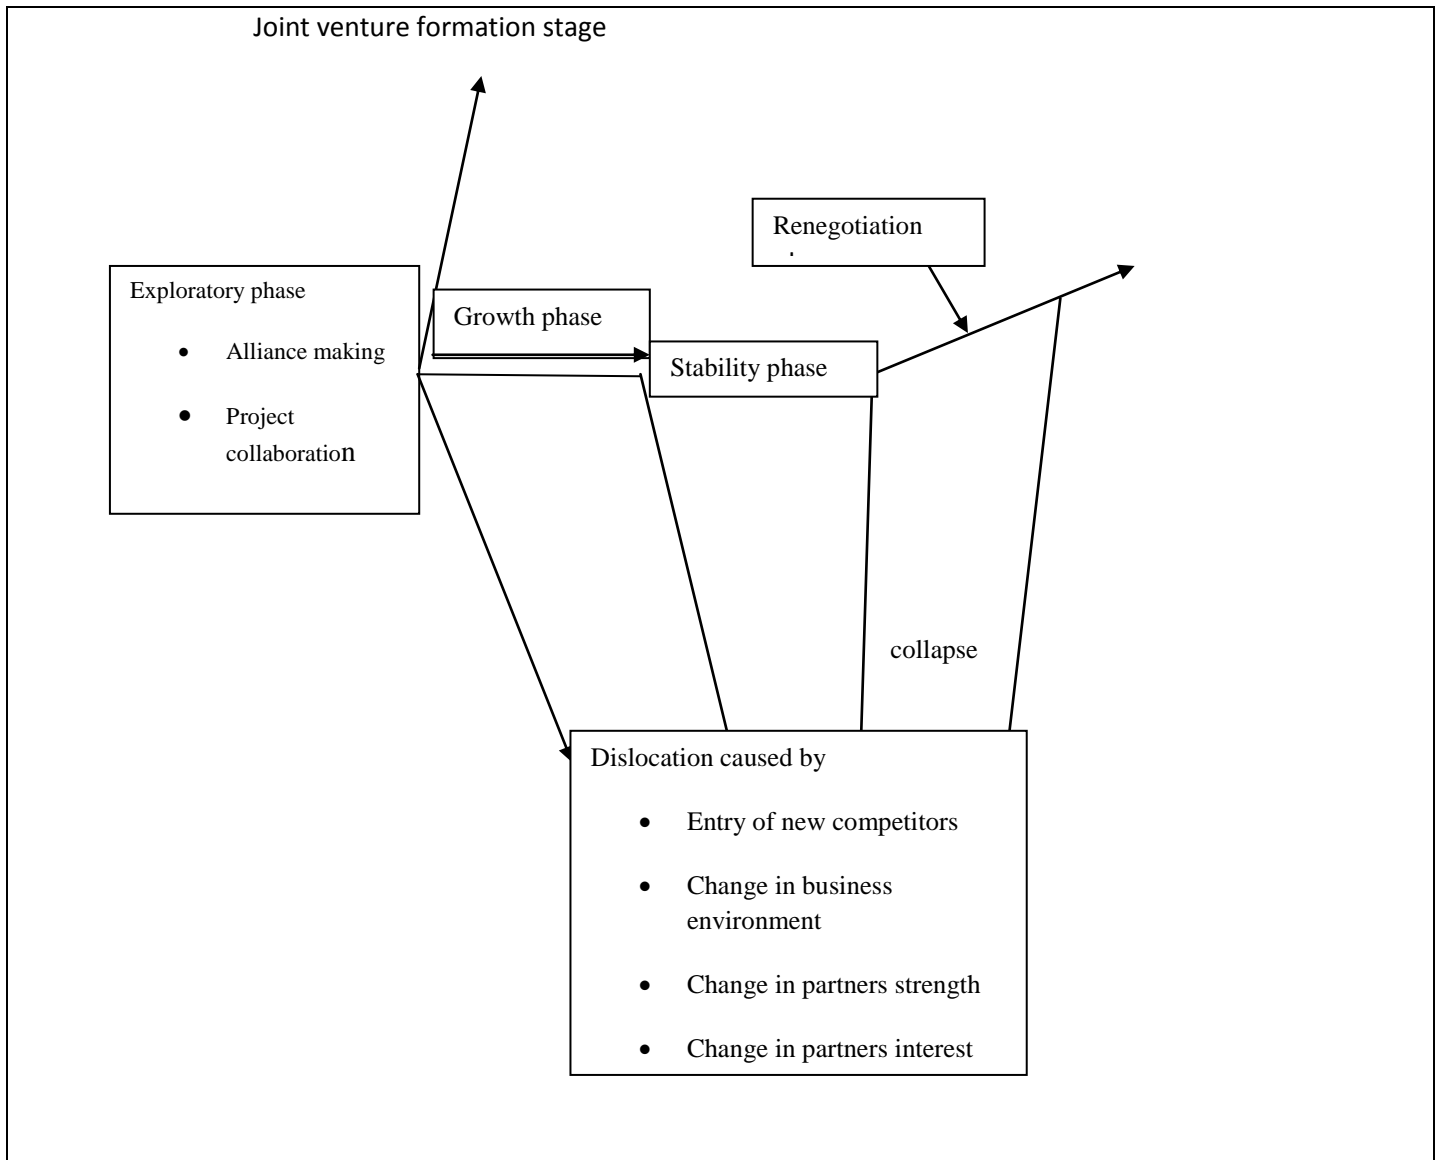 Joint venture formation stage
Renegotiation
Exploratory phase
• Alliance making
• Project
collaboration
Growth phase
Stability phase
collapse
Dislocation caused by
• Entry of new competitors
• Change in business
environment
• Change in partners strength
• Change in partners interest